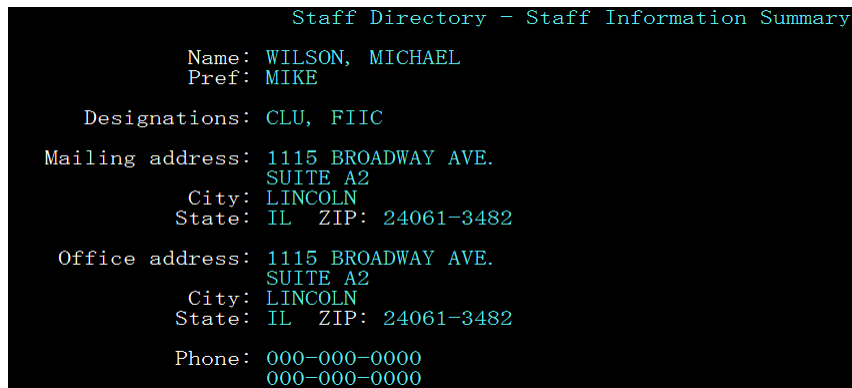 Staff Directory - Staff Information Summary
Name: WILSON, MICHAEL
Pref: MIKE
Designations: CLU, FIIC
Mailing address: 1115 BROADWAY AVE.
SUITE A2
City: LINCOLN
State: IL ZIP: 24061-3482
Office address: 1115 BROADWAY AVE.
SUITE A2
City: LINCOLN
State: IL ZIP: 24061-3482
Phone: 000-000-0000
000-000-0000